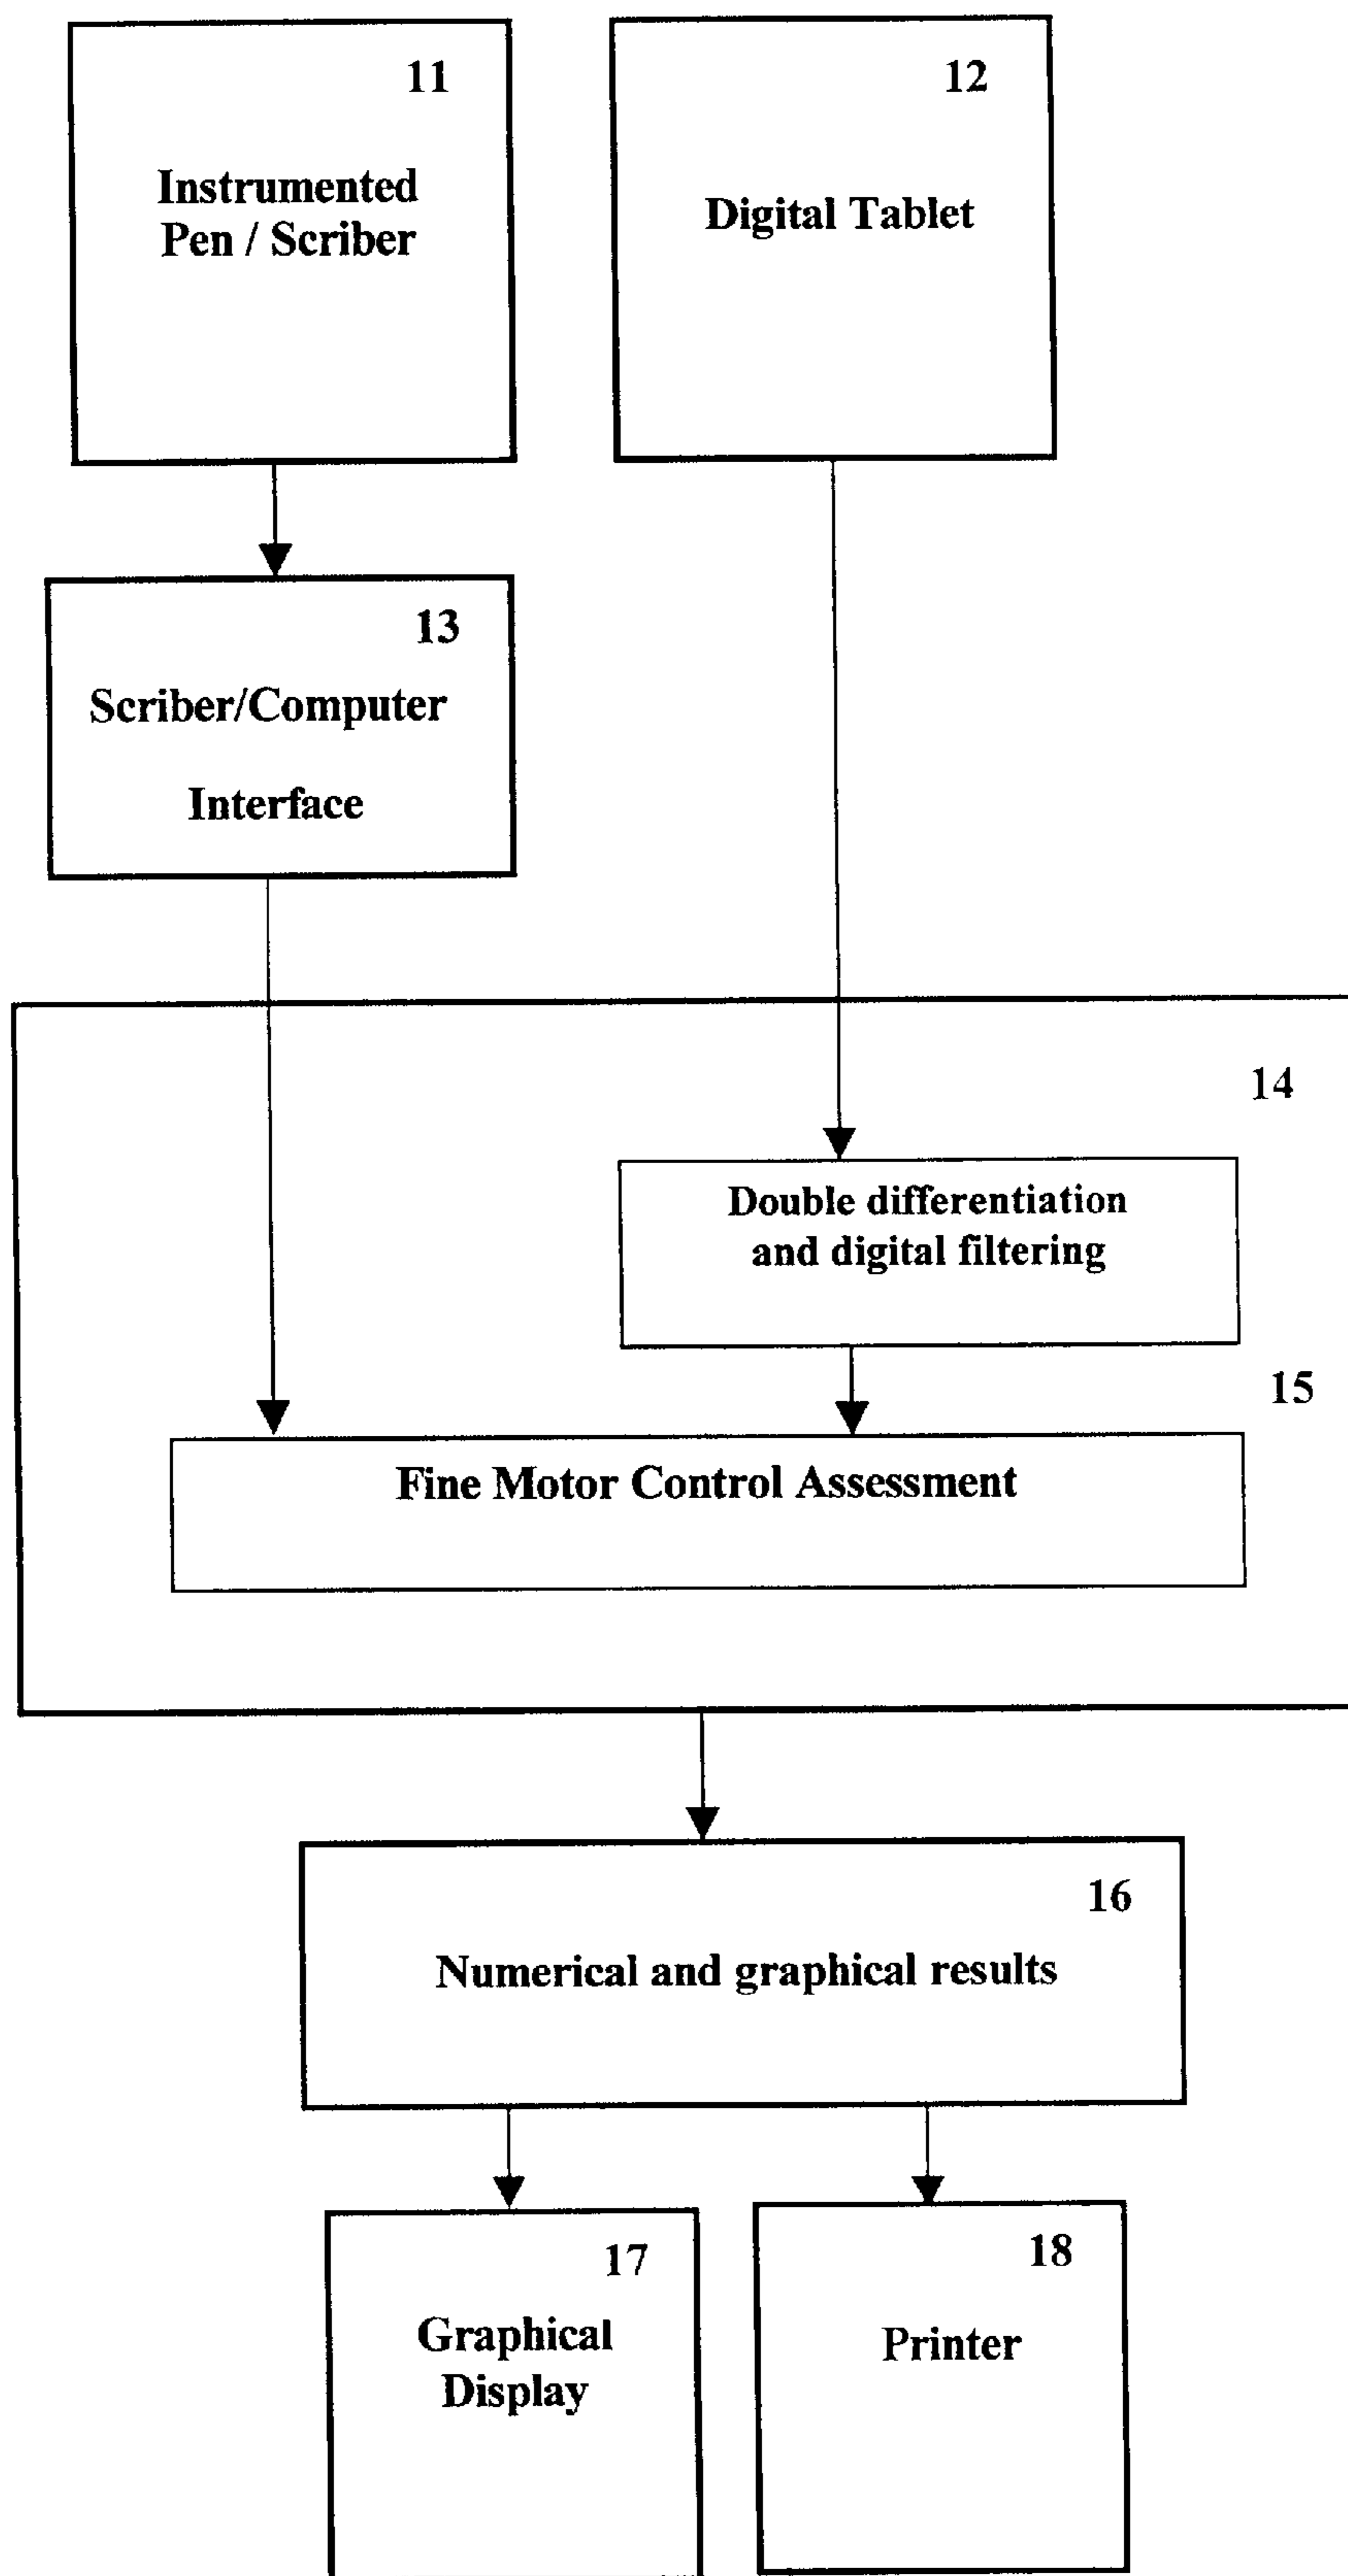 11
Instrumented
Pen / Scriber
12
Digital Tablet
13
Scriber/Computer
Interface
14
Double differentiation
and digital filtering
15
Fine Motor Control Assessment
16
Numerical and graphical results
17
Graphical
Display
18
Printer